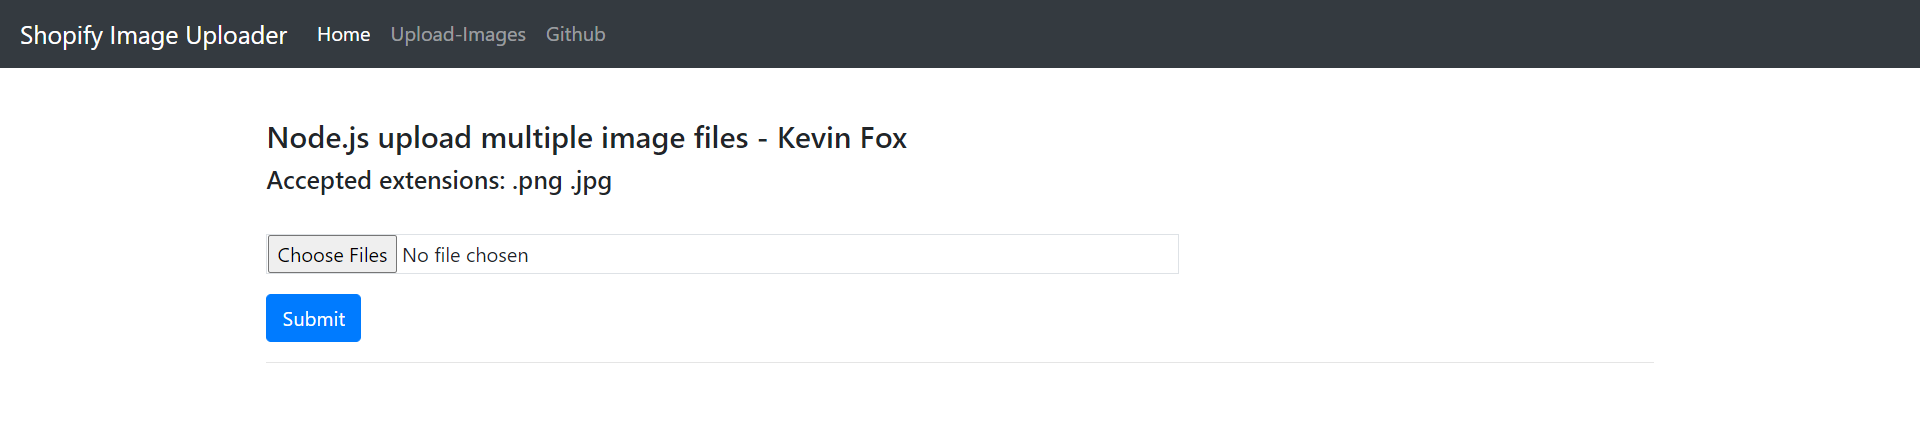 Shopify Image Uploader Home Upload-Images Github
Node.js upload multiple image files - Kevin Fox
Accepted extensions: .png .jpg
Choose Files No file chosen
Submit